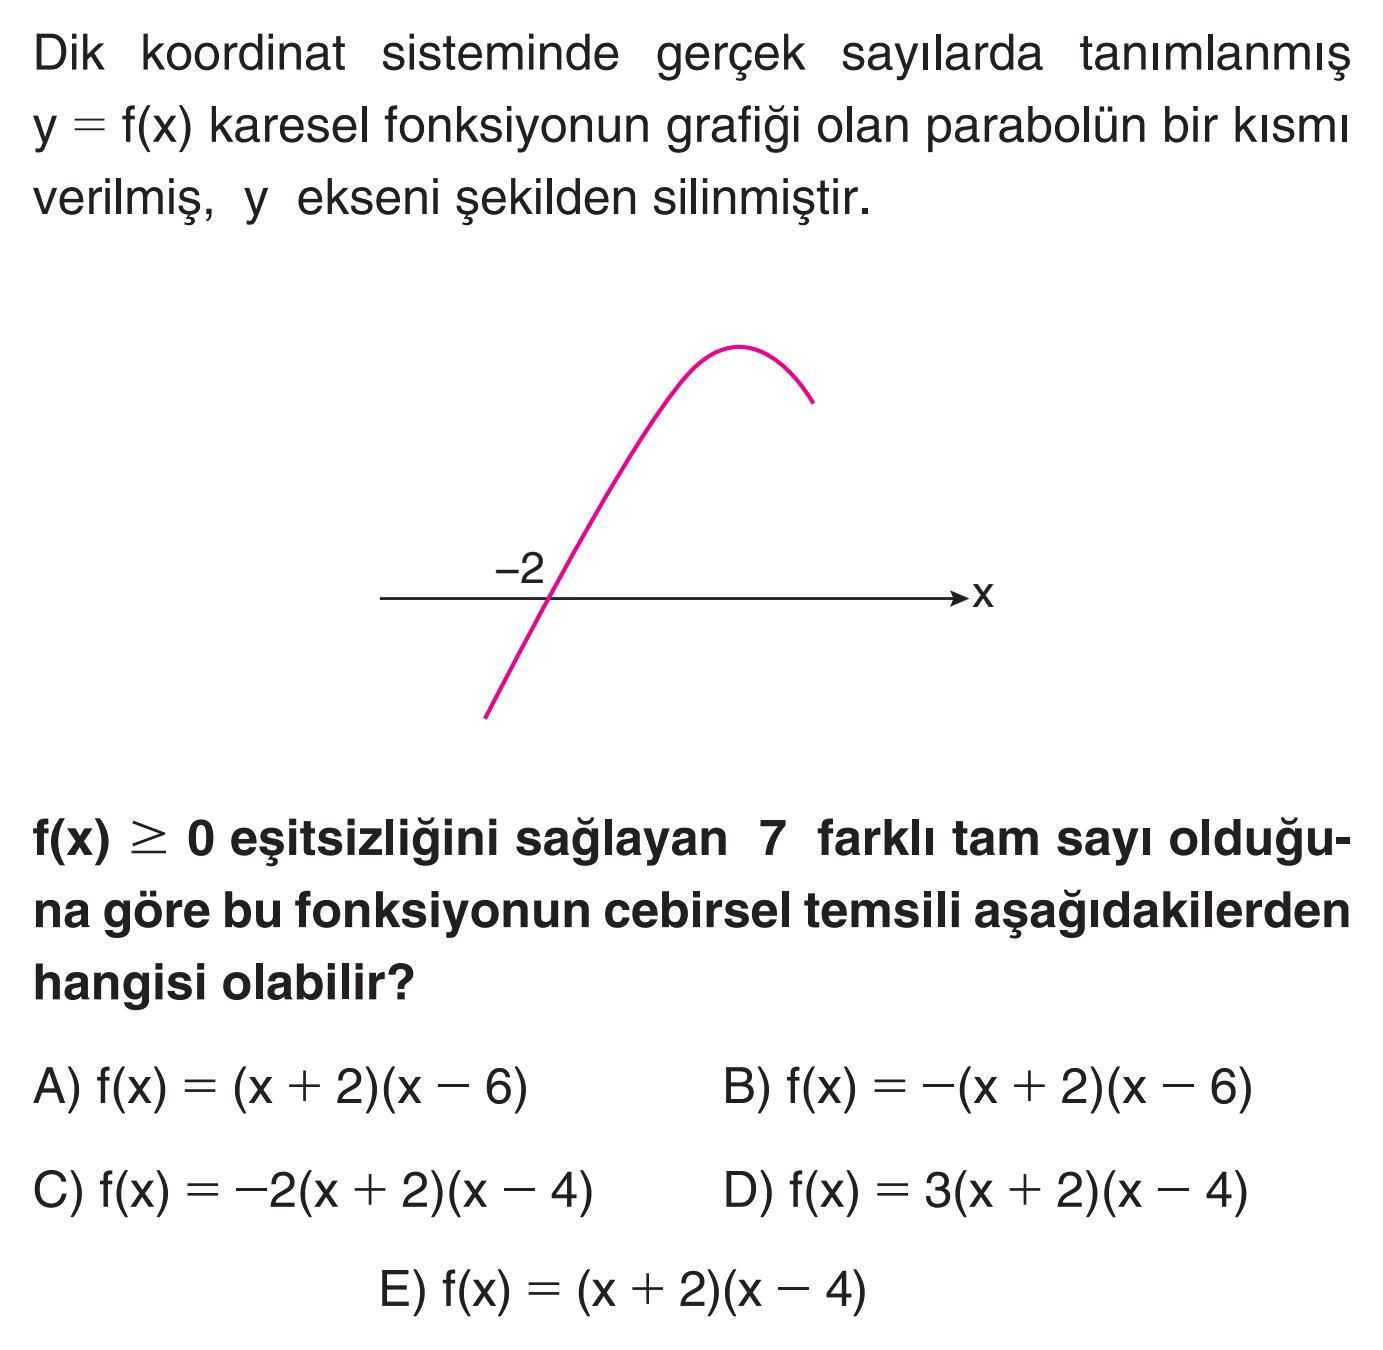 Dik koordinat sisteminde gerçek sayılarda tanımlanmış
y = f(x) karesel fonksiyonun grafiği olan parabolün bir kısmı
verilmiş, y ekseni şekilden silinmiştir.
–2
x
f(x) ≥ 0 eşitsizliğini sağlayan 7 farklı tam sayı olduğu-
na göre bu fonksiyonun cebirsel temsili aşağıdakilerden
hangisi olabilir?
A) f(x) = (x + 2)(x – 6) B) f(x) = –(x + 2)(x – 6)
C) f(x) = –2(x + 2)(x – 4) D) f(x) = 3(x + 2)(x – 4)
E) f(x) = (x + 2)(x – 4)